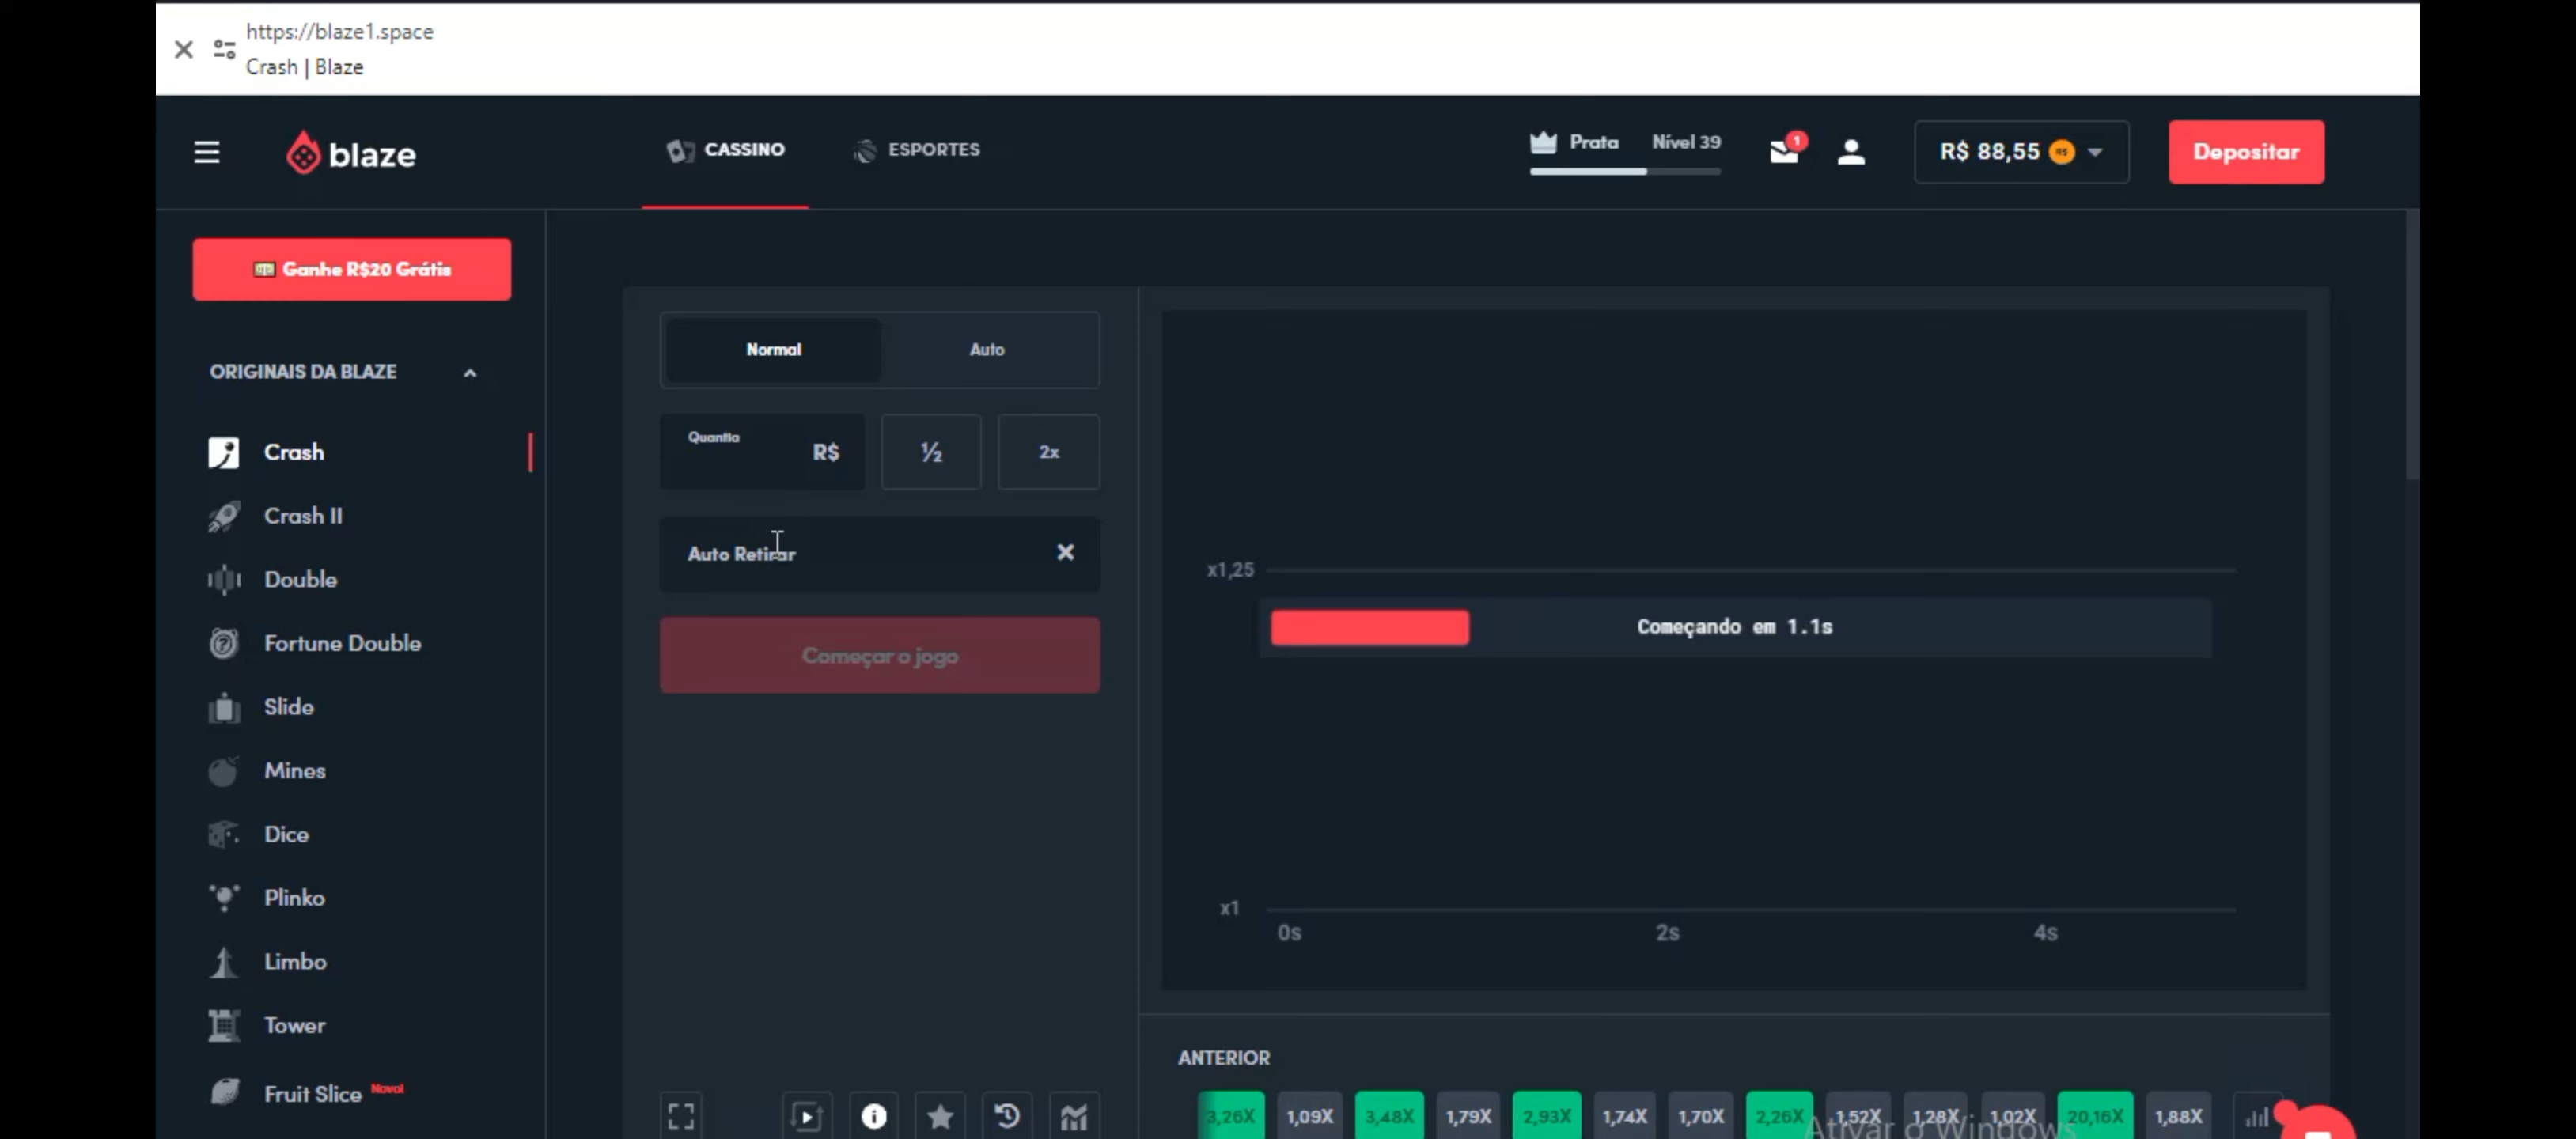 https://blaze1.space
Crash | Blaze
blaze
CASSINO
ESPORTES
Prata Nível 39
1
R$ 88,55 R$
Depositar
Ganhe R$20 Grátis
ORIGINAIS DA BLAZE
Crash
Crash II
Double
Fortune Double
Slide
Mines
Dice
Plinko
Limbo
Tower
Fruit Slice Novo!
Normal Auto
Quantia R$ ½ 2x
Auto Retirar
Começar o jogo
x1,25
Começando em 1.1s
x1
0s 2s 4s
ANTERIOR
3,26X 1,09X 3,48X 1,79X 2,93X 1,74X 1,70X 2,26X 1,52X 1,28X 1,02X 20,16X 1,88X
Ativar o Windows